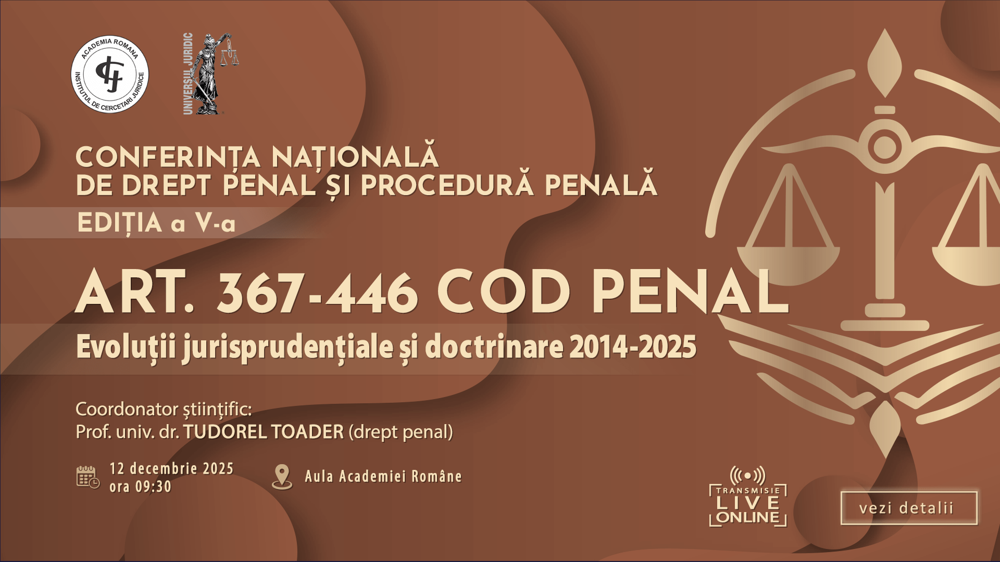 ACADEMIA ROMANA
INSTITUTUL DE CERCETARI JURIDICE
UNIVERSUL JURIDIC
CONFERINȚA NAȚIONALĂ
DE DREPT PENAL ȘI PROCEDURĂ PENALĂ
EDIȚIA a V-a
ART. 367-446 COD PENAL
Evoluții jurisprudențiale și doctrinare 2014-2025
Coordonator științific:
Prof. univ. dr. TUDOREL TOADER (drept penal)
12 decembrie 2025
ora 09:30
Aula Academiei Române
TRANSMISIE
LIVE
ONLINE
vezi detalii